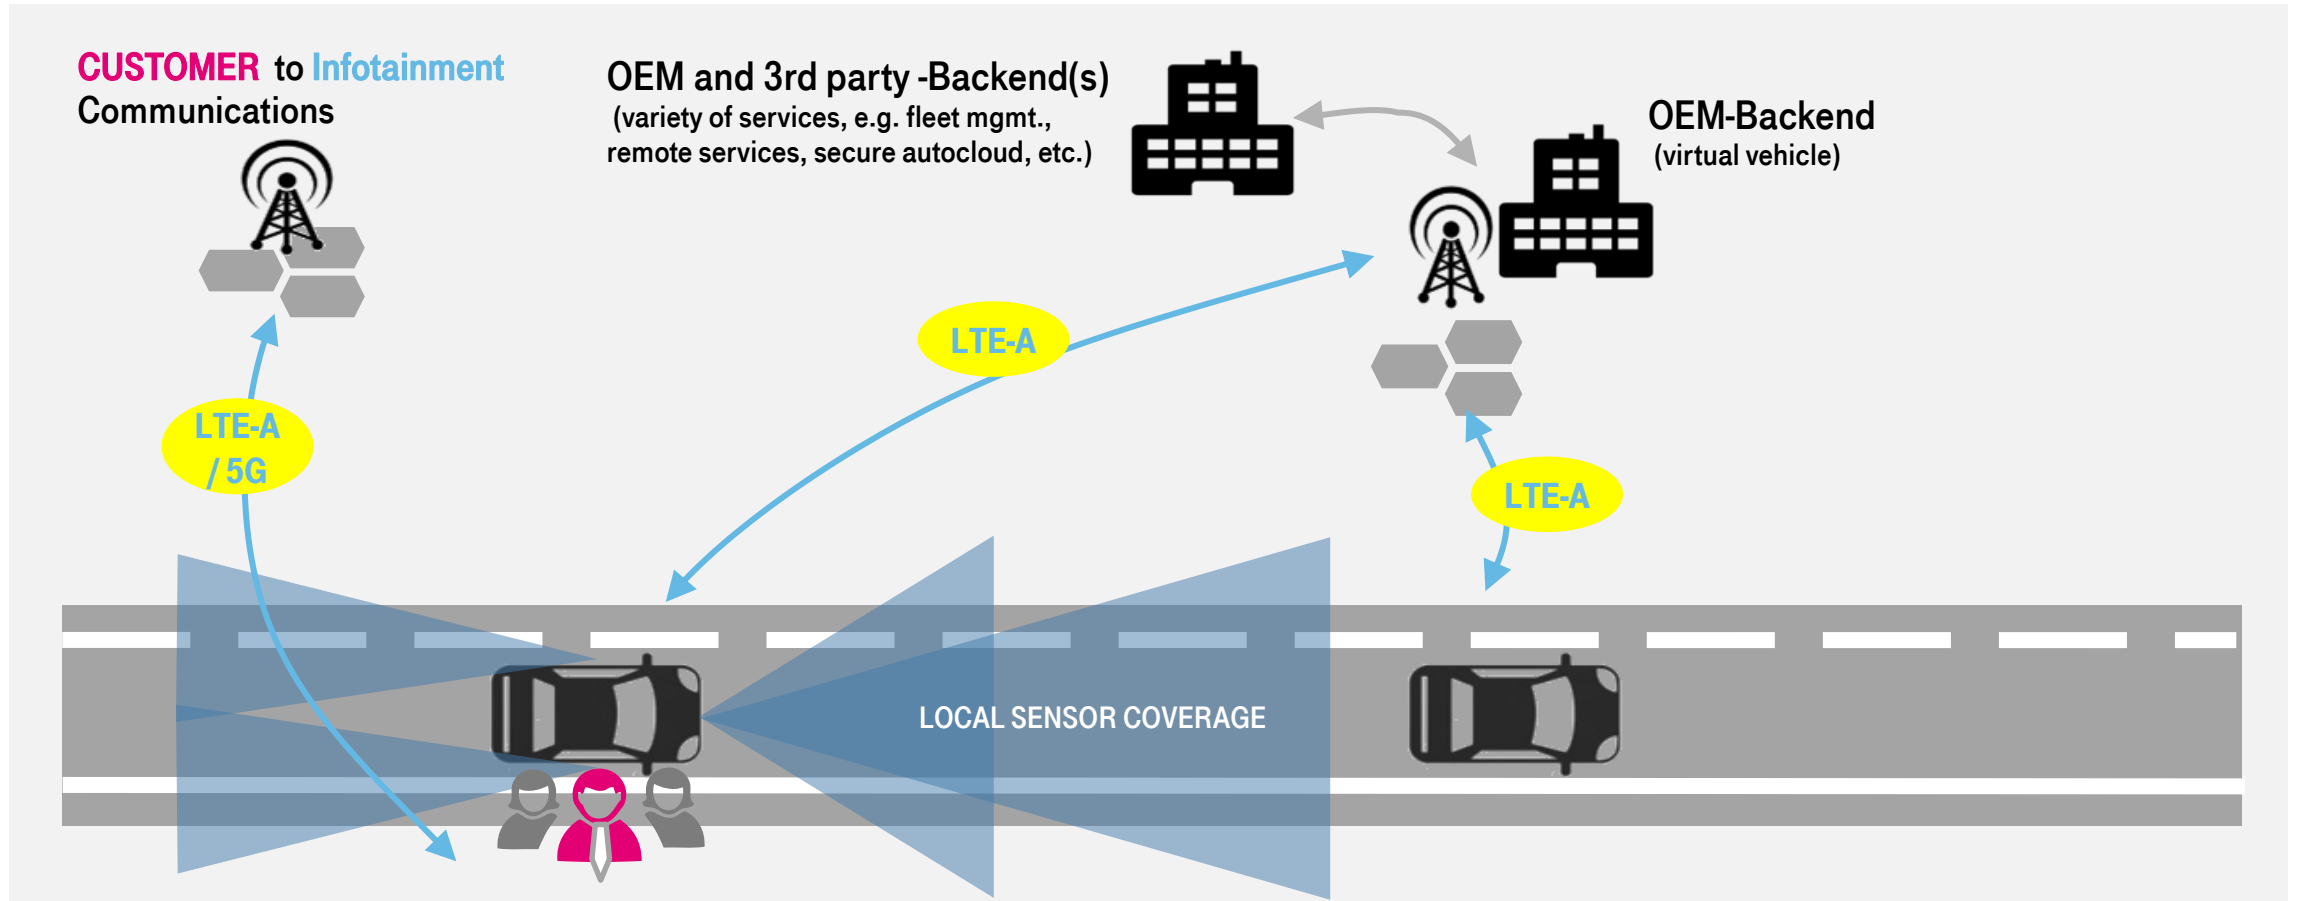 CUSTOMER to Infotainment
Communications
OEM and 3rd party -Backend(s)
(variety of services, e.g. fleet mgmt.,
remote services, secure autocloud, etc.)
OEM-Backend
(virtual vehicle)
LTE-A
LTE-A
/ 5G
LTE-A
LOCAL SENSOR COVERAGE